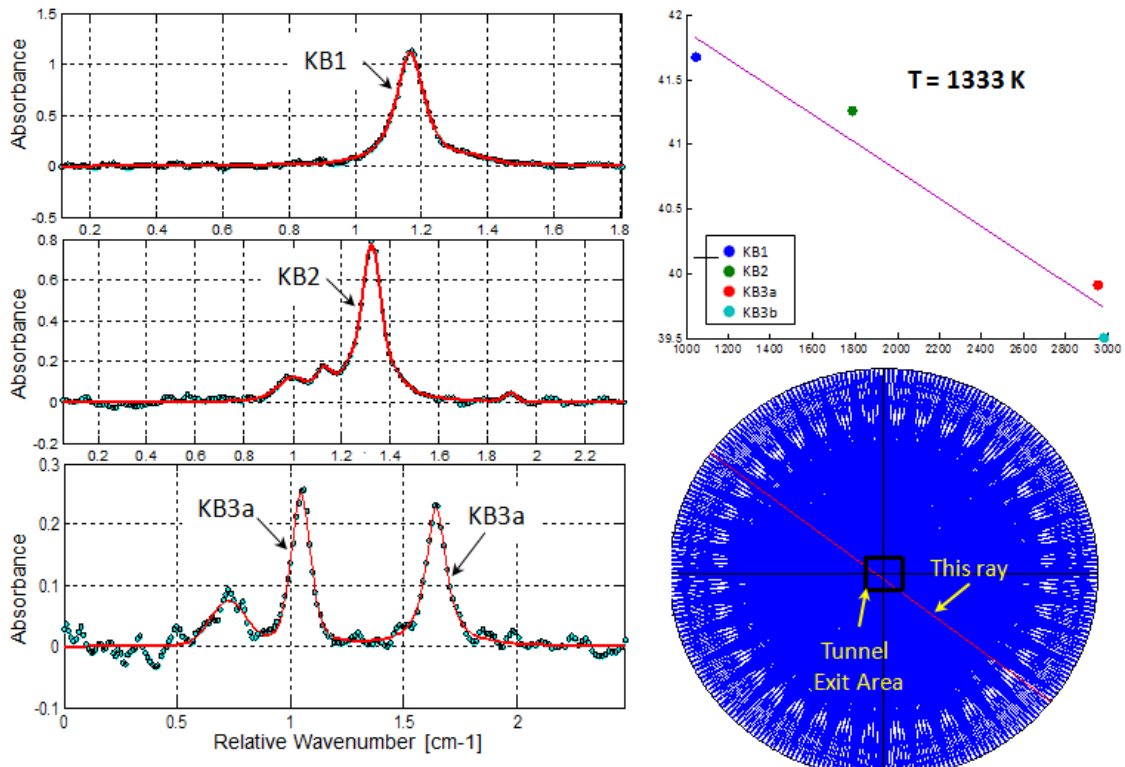 1.5
1
0.5
0
-0.5
Absorbance
KB1
0.2 0.4 0.6 0.8 1 1.2 1.4 1.6 1.8
0.8
0.6
0.4
0.2
0
-0.2
Absorbance
KB2
0.2 0.4 0.6 0.8 1 1.2 1.4 1.6 1.8 2 2.2
0.3
0.2
0.1
0
-0.1
Absorbance
KB3a
KB3a
0 0.5 1 1.5 2
Relative Wavenumber [cm-1]
42
41.5
41
40.5
40
39.5
T = 1333 K
KB1
KB2
KB3a
KB3b
1000 1200 1400 1600 1800 2000 2200 2400 2600 2800 3000
This ray
Tunnel
Exit Area